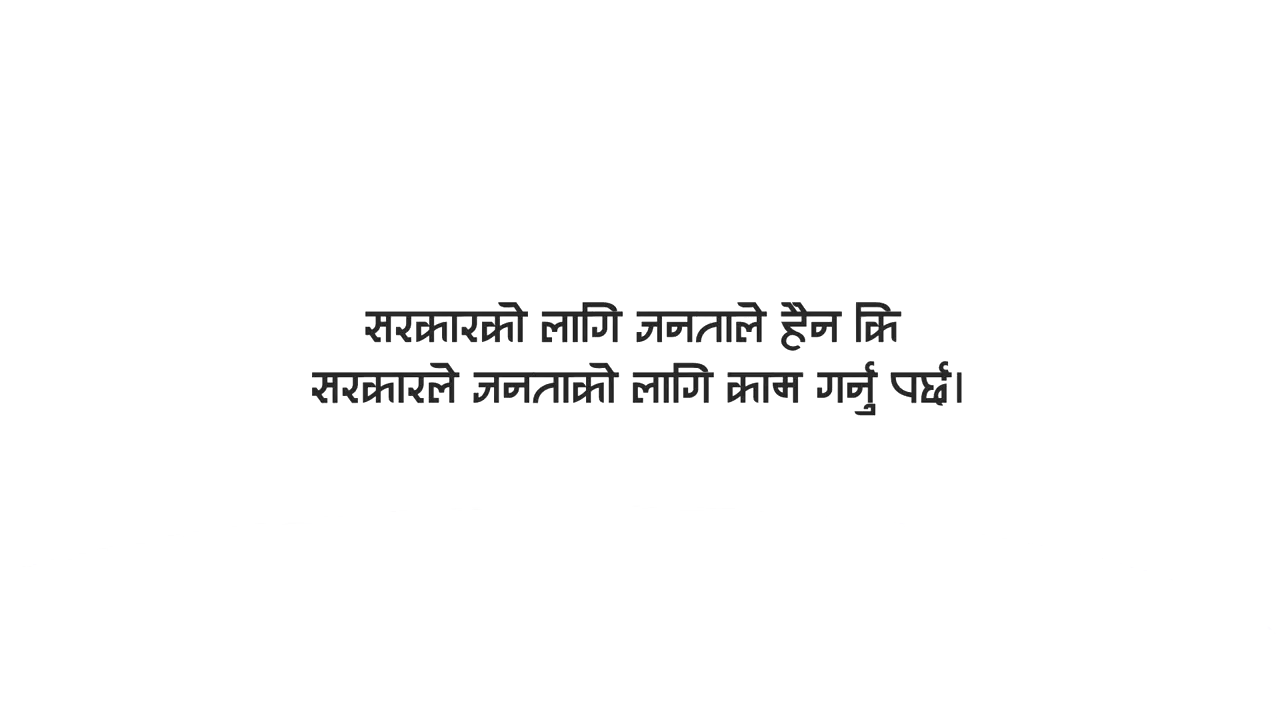 सरकारको लागि जनताले हैन कि
सरकारले जनताको लागि काम गर्नु पर्छ।